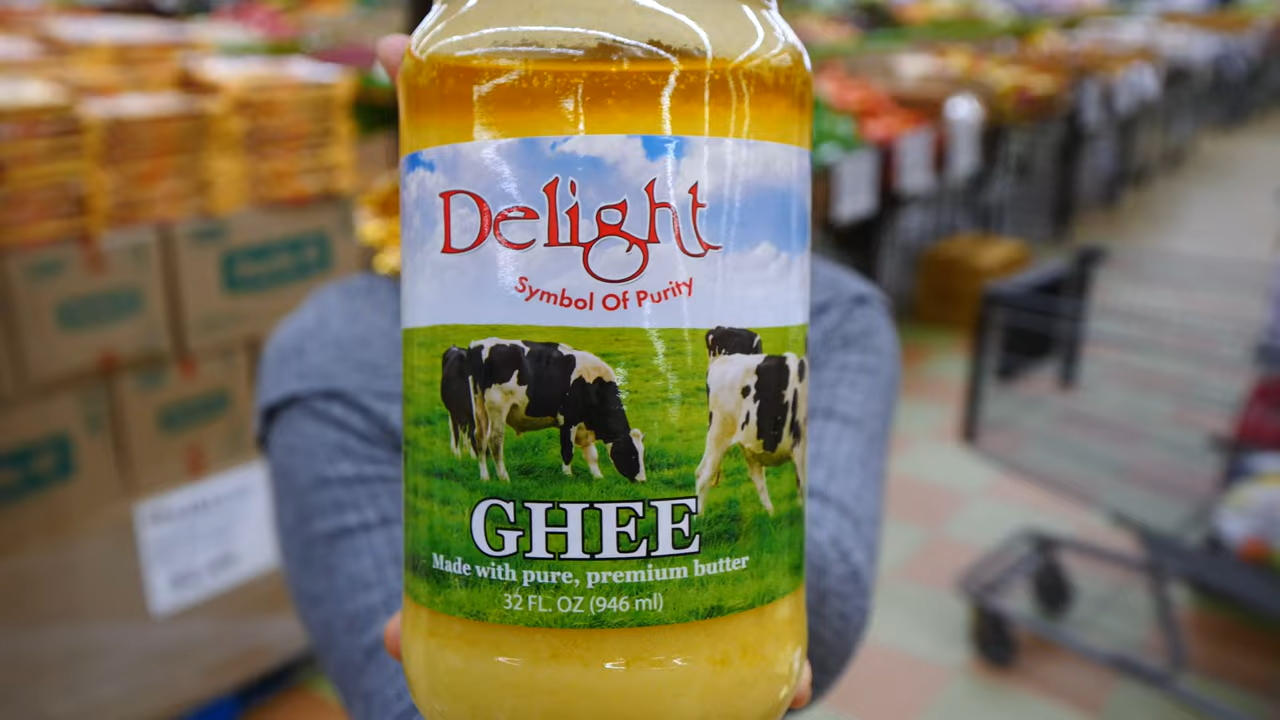 Delight
Symbol Of Purity
GHEE
Made with pure, premium butter
32 FL. OZ (946 ml)